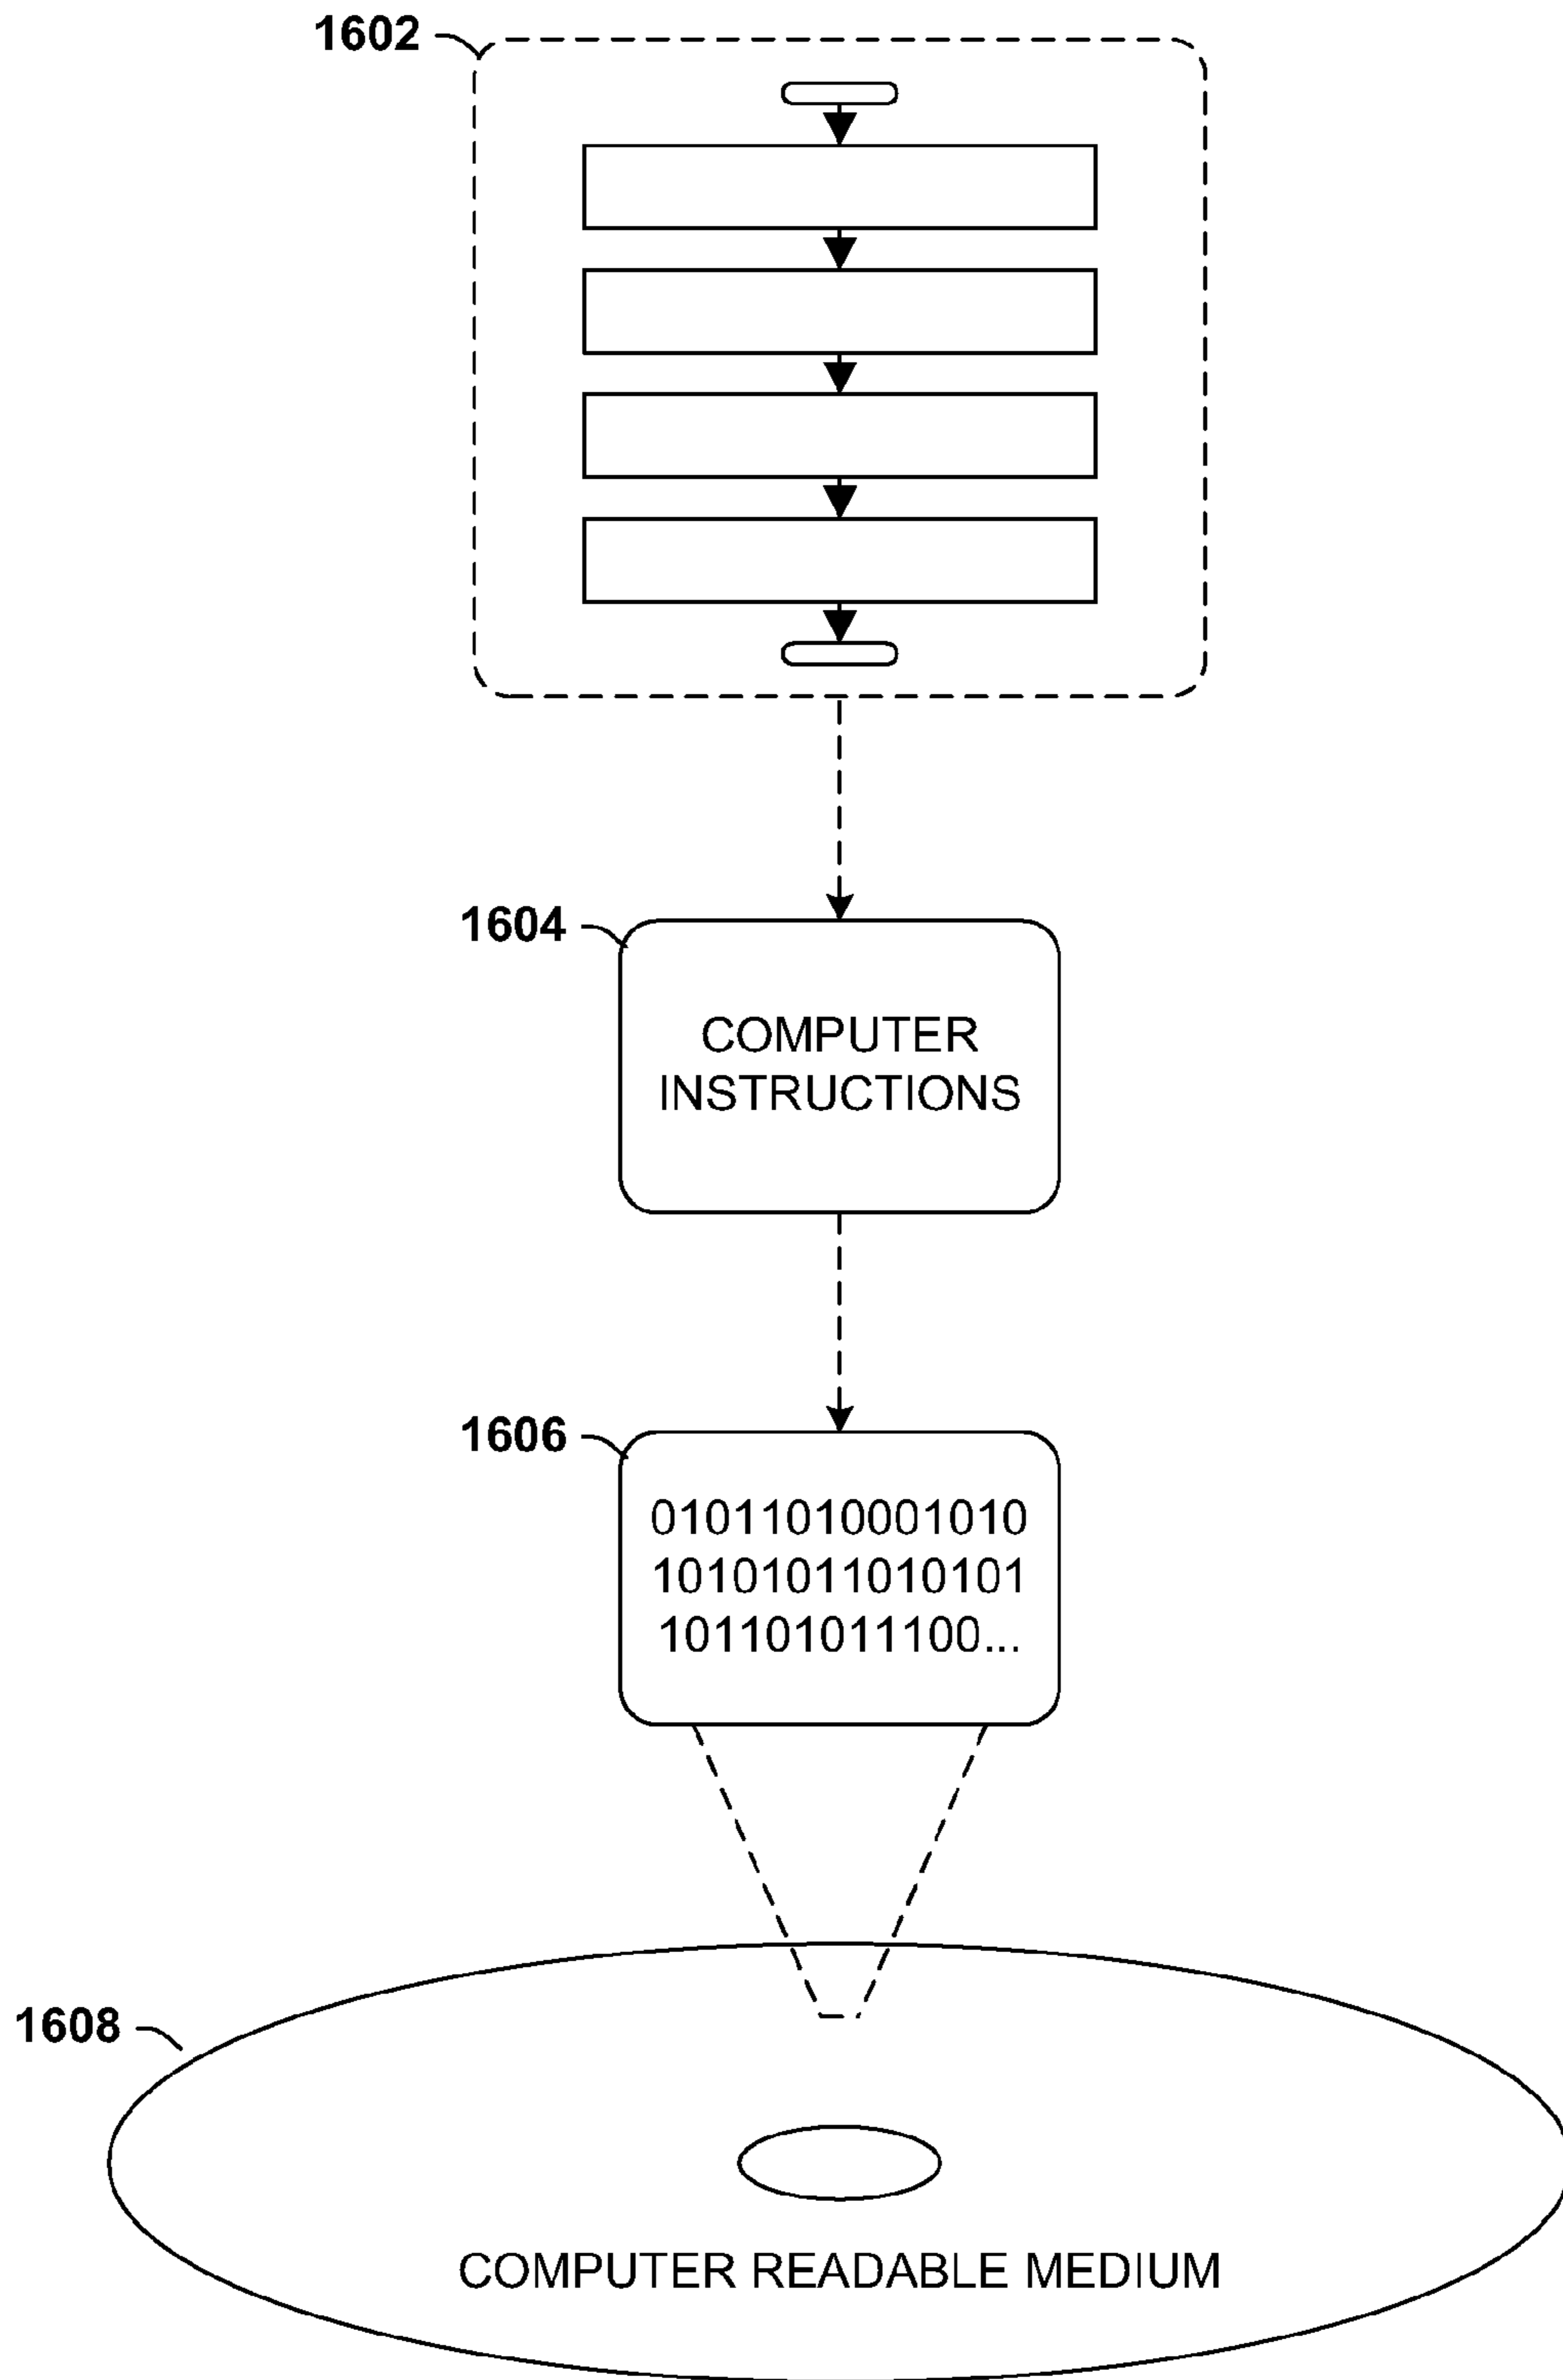 1602
1604
COMPUTER
INSTRUCTIONS
1606
01011010001010
10101011010101
101101011100...
1608
COMPUTER READABLE MEDIUM